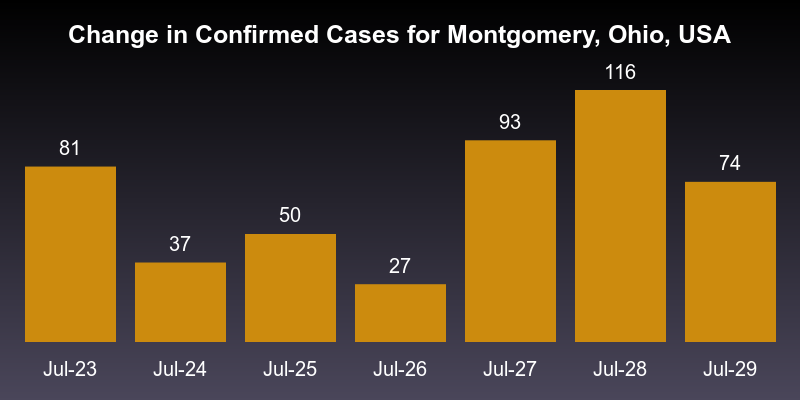 Change in Confirmed Cases for Montgomery, Ohio, USA
81
37
50
27
93
116
74
Jul-23
Jul-24
Jul-25
Jul-26
Jul-27
Jul-28
Jul-29